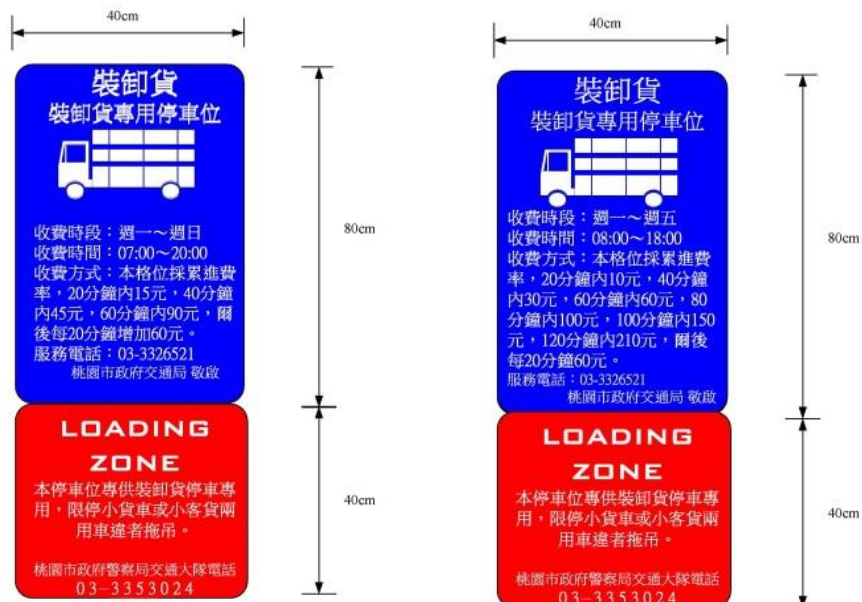 40cm
裝卸貨
裝卸貨專用停車位
收費時段：週一～週日
收費時間：07:00～20:00
收費方式：本格位採累進費
率，20分鐘內15元，40分鐘
內45元，60分鐘內90元，爾
後每20分鐘增加60元。
服務電話：03-3326521
桃園市政府交通局 敬啟
80cm
LOADING
ZONE
本停車位專供裝卸貨停車專
用，限停小貨車或小客貨兩
用車違者拖吊。
桃園市政府警察局交通大隊電話
03-3353024
40cm
40cm
裝卸貨
裝卸貨專用停車位
收費時段：週一～週五
收費時間：08:00～18:00
收費方式：本格位採累進費
率，20分鐘內10元，40分鐘
內30元，60分鐘內60元，80
分鐘內100元，100分鐘內150
元，120分鐘內210元，爾後
每20分鐘60元。
服務電話：03-3326521
桃園市政府交通局 敬啟
80cm
LOADING
ZONE
本停車位專供裝卸貨停車專
用，限停小貨車或小客貨兩
用車違者拖吊。
桃園市政府警察局交通大隊電話
03-3353024
40cm